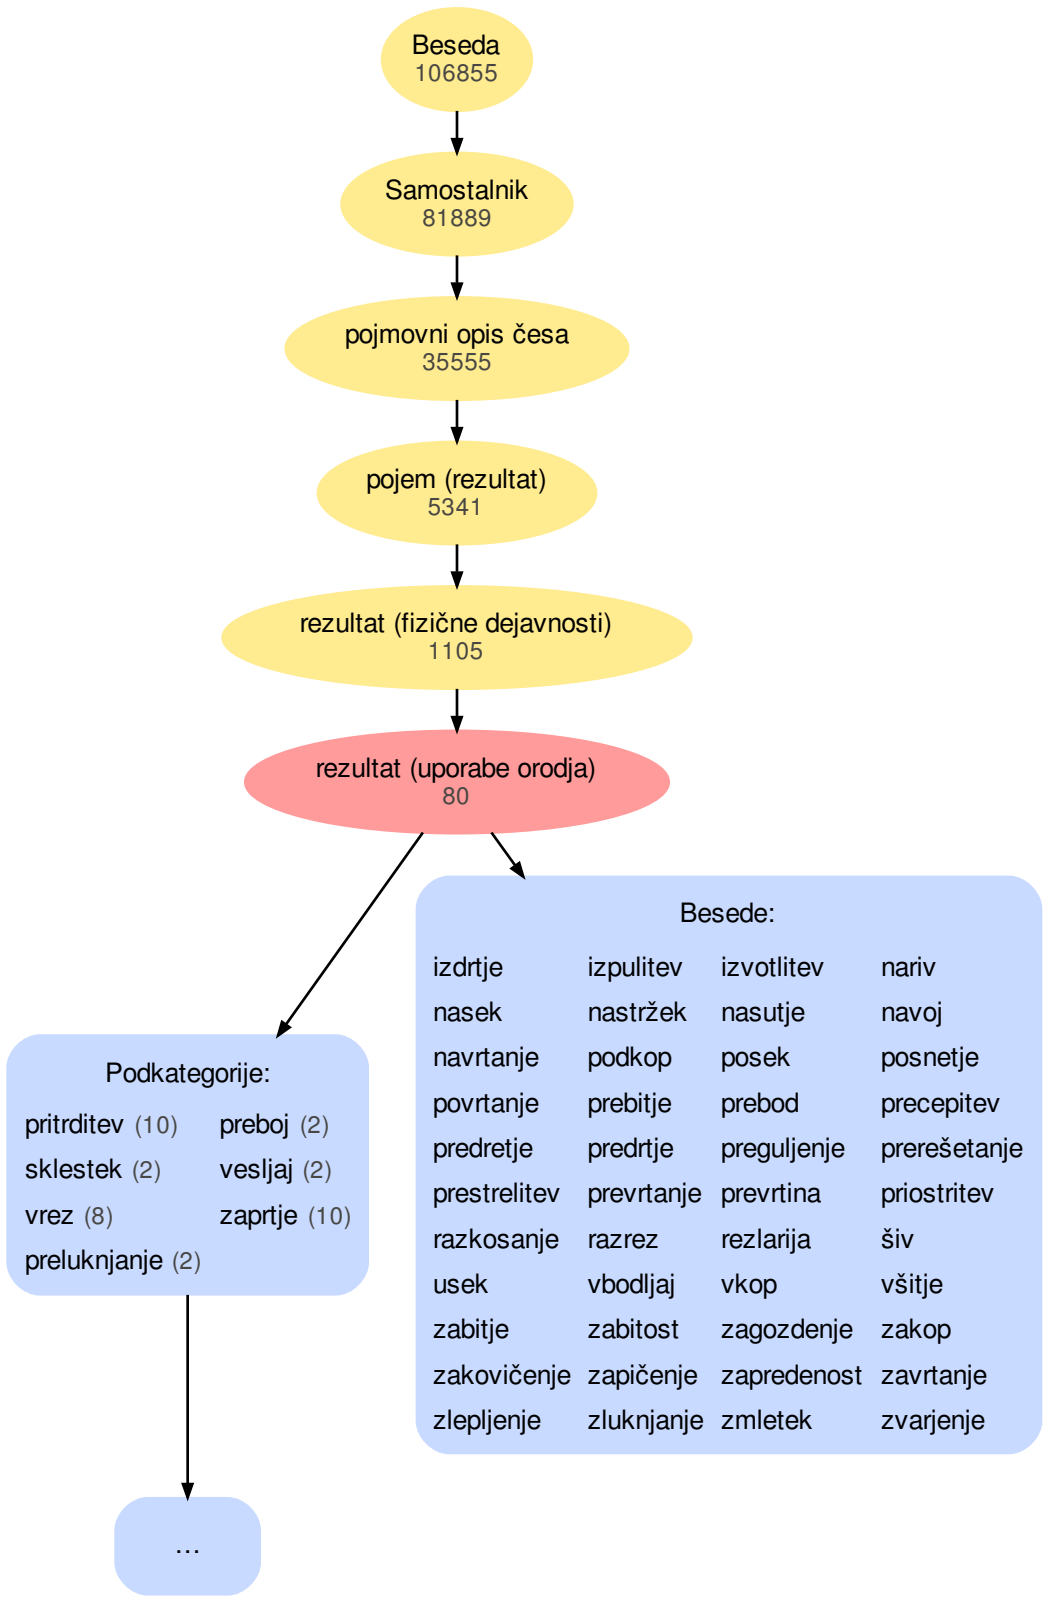 Beseda
106855
Samostalnik
81889
pojmovni opis česa
35555
pojem (rezultat)
5341
rezultat (fizične dejavnosti)
1105
rezultat (uporabe orodja)
80
Besede:
izdrtje izpulitev izvotlitev nariv
nasek nastržek nasutje navoj
navrtanje podkop posek posnetje
povrtanje prebitje prebod precepitev
predretje predrtje preguljenje prerešetanje
prestrelitev prevrtanje prevrtina priostritev
razkosanje razrez rezlarija šiv
usek vbodljaj vkop všitje
zabitje zabitost zagozdenje zakop
zakovičenje zapičenje zapredenost zavrtanje
zlepljenje zluknjanje zmletek zvarjenje
Podkategorije:
pritrditev (10) preboj (2)
sklestek (2) vesljaj (2)
vrez (8) zaprtje (10)
preluknjanje (2)
...